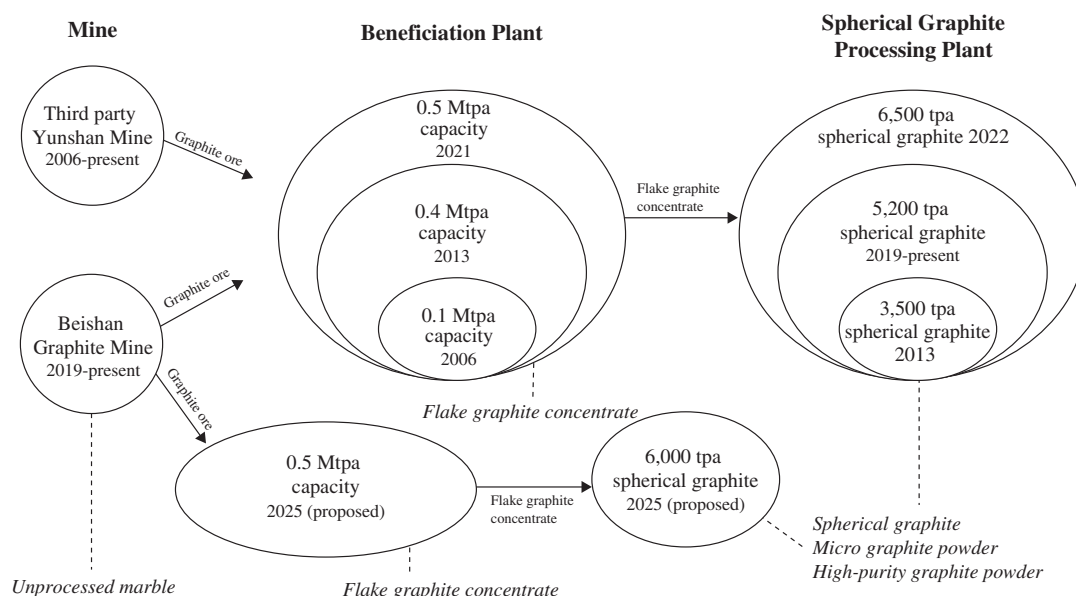 Mine
Beneficiation Plant
Spherical Graphite
Processing Plant
Third party
Yunshan Mine
2006-present
Graphite ore
0.5 Mtpa
capacity
2021
0.4 Mtpa
capacity
2013
0.1 Mtpa
capacity
2006
Flake graphite
concentrate
6,500 tpa
spherical graphite 2022
5,200 tpa
spherical graphite
2019-present
3,500 tpa
spherical graphite
2013
Beishan
Graphite Mine
2019-present
Graphite ore
Graphite ore
Flake graphite concentrate
0.5 Mtpa
capacity
2025 (proposed)
Flake graphite
concentrate
6,000 tpa
spherical graphite
2025 (proposed)
Unprocessed marble
Flake graphite concentrate
Spherical graphite
Micro graphite powder
High-purity graphite powder